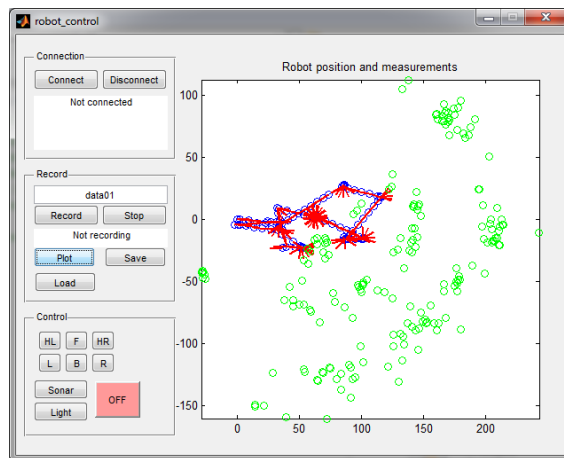 robot_control
Connection
Connect Disconnect
Not connected
Record
data01
Record Stop
Not recording
Plot Save
Load
Control
HL F HR
L B R
Sonar
Light
OFF
Robot position and measurements
100
50
0
-50
-100
-150
0 50 100 150 200